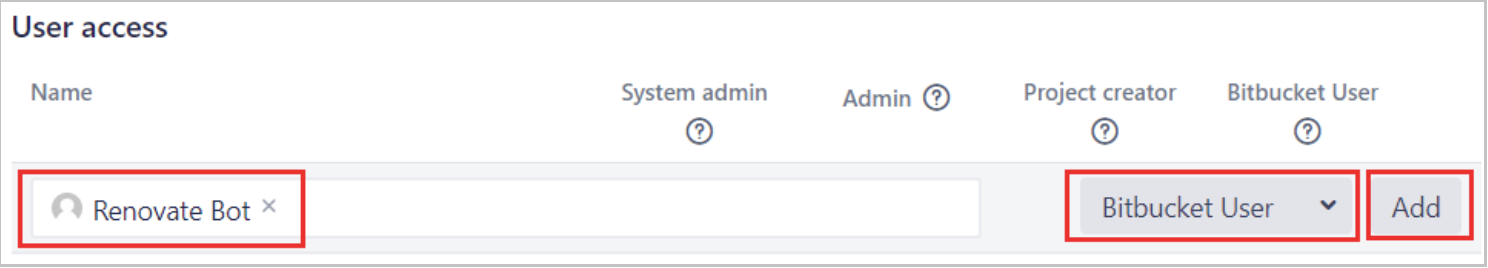 User access
Name System admin Admin Project creator Bitbucket User
Renovate Bot × Bitbucket User Add